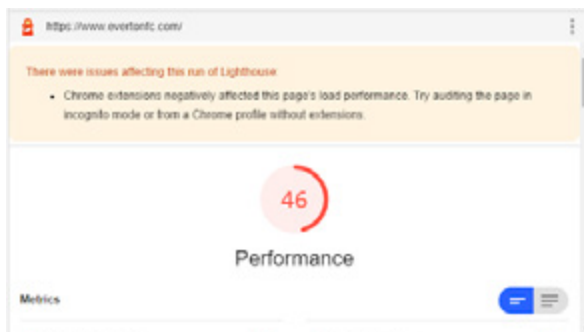 https://www.evertonfc.com/
There were issues affecting this run of Lighthouse:
• Chrome extensions negatively affected this page's load performance. Try auditing the page in
incognito mode or from a Chrome profile without extensions.
46
Performance
Metrics